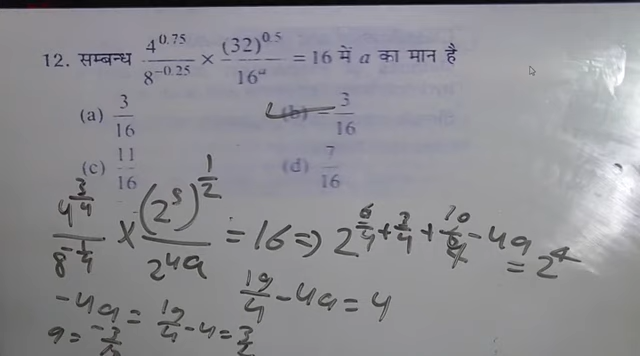 12. सम्बन्ध 4^0.75 / 8^-0.25 × (32)^0.5 / 16^a = 16 में a का मान है
(a) 3/16 (b) -3/16
(c) 11/16 (d) 7/16
4^(3/4) / 8^(-1/4) × (2^5)^(1/2) / 2^4a = 16 ⇒ 2^(6/4 + 3/4 + 10/4 - 4a) = 2^4
19/4 - 4a = 4
-4a = 19/4 - 4 = 3/
a = -3/